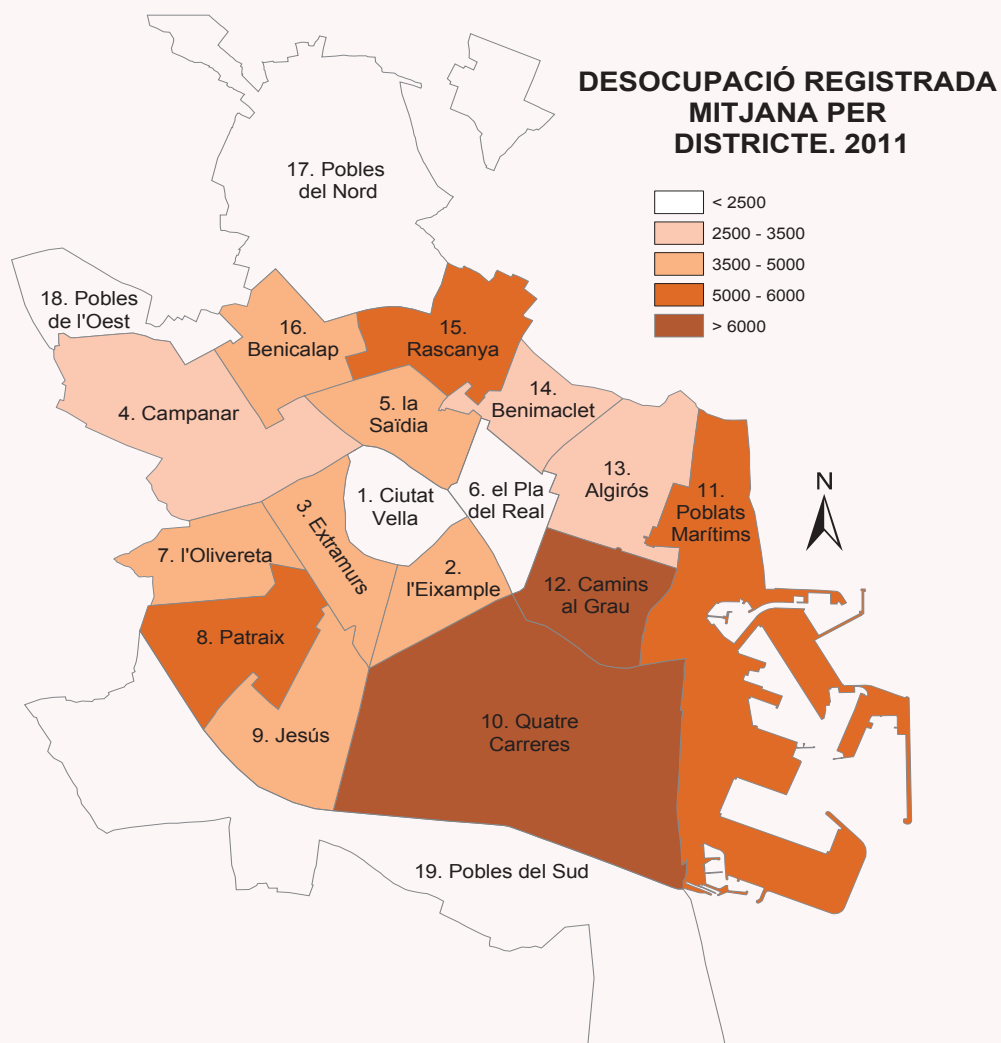 DESOCUPACIÓ REGISTRADA
MITJANA PER
DISTRICTE. 2011
< 2500
2500 - 3500
3500 - 5000
5000 - 6000
> 6000
17. Pobles
del Nord
18. Pobles
de l'Oest
16.
Benicalap
15.
Rascanya
4. Campanar
5. la
Saïdia
14.
Benimaclet
13.
Algirós
11.
Poblats
Marítims
N
1. Ciutat
Vella
6. el Pla
del Real
3. Extramurs
7. l'Olivereta
2.
l'Eixample
12. Camins
al Grau
8. Patraix
9. Jesús
10. Quatre
Carreres
19. Pobles del Sud